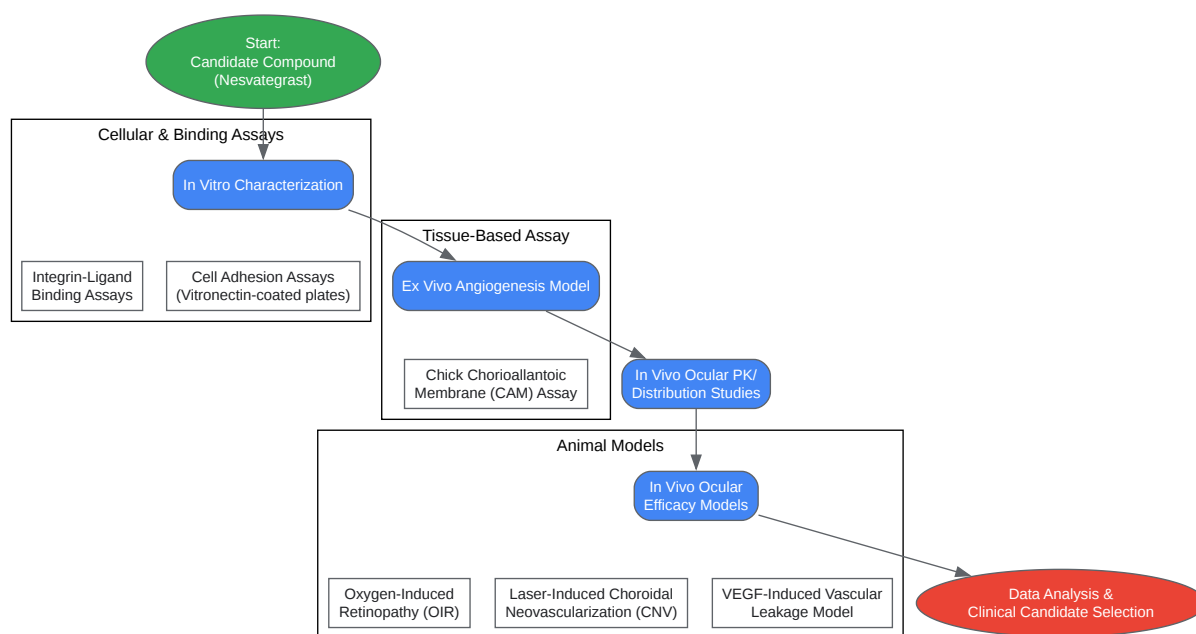 Start:
Candidate Compound
(Nesvategrast)
Cellular & Binding Assays
In Vitro Characterization
Integrin-Ligand
Binding Assays
Cell Adhesion Assays
(Vitronectin-coated plates)
Tissue-Based Assay
Ex Vivo Angiogenesis Model
Chick Chorioallantoic
Membrane (CAM) Assay
In Vivo Ocular PK/
Distribution Studies
Animal Models
In Vivo Ocular
Efficacy Models
Oxygen-Induced
Retinopathy (OIR)
Laser-Induced Choroidal
Neovascularization (CNV)
VEGF-Induced Vascular
Leakage Model
Data Analysis &
Clinical Candidate Selection